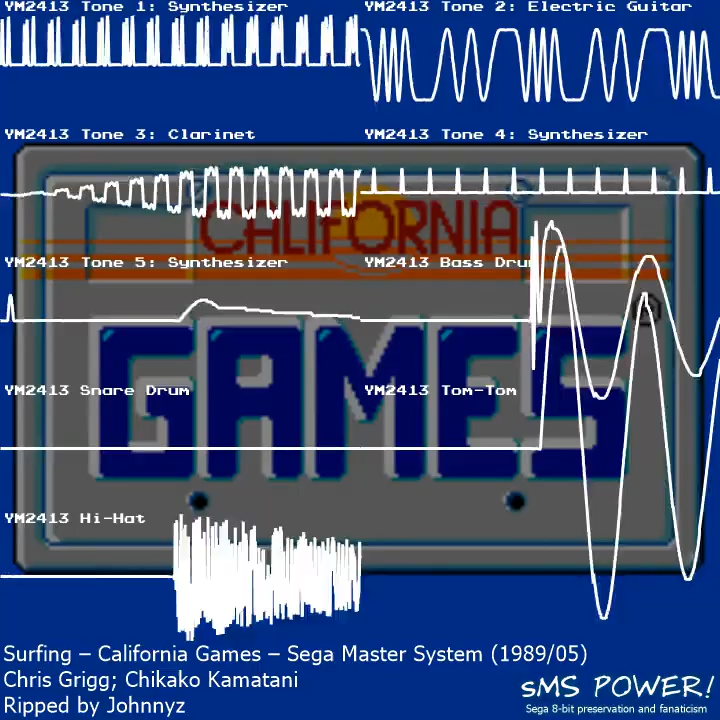 YM2413 Tone 1: Synthesizer
YM2413 Tone 2: Electric Guitar
YM2413 Tone 3: Clarinet
YM2413 Tone 4: Synthesizer
CALIFORNIA
YM2413 Tone 5: Synthesizer
YM2413 Bass Drum
GAMES
YM2413 Snare Drum
YM2413 Tom-Tom
YM2413 Hi-Hat
Surfing – California Games – Sega Master System (1989/05)
Chris Grigg; Chikako Kamatani
Ripped by Johnnyz
SMS POWER!
Sega 8-bit preservation and fanaticism